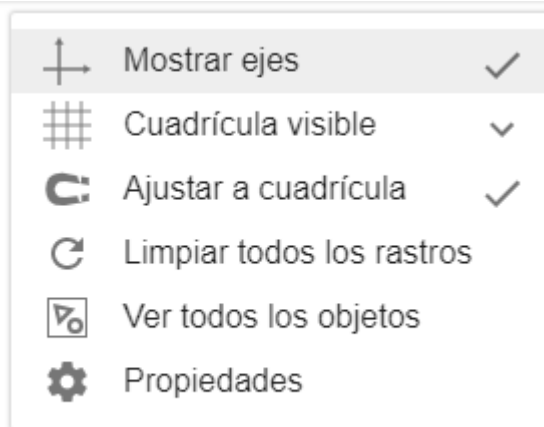 Mostrar ejes
Cuadrícula visible
Ajustar a cuadrícula
Limpiar todos los rastros
Ver todos los objetos
Propiedades